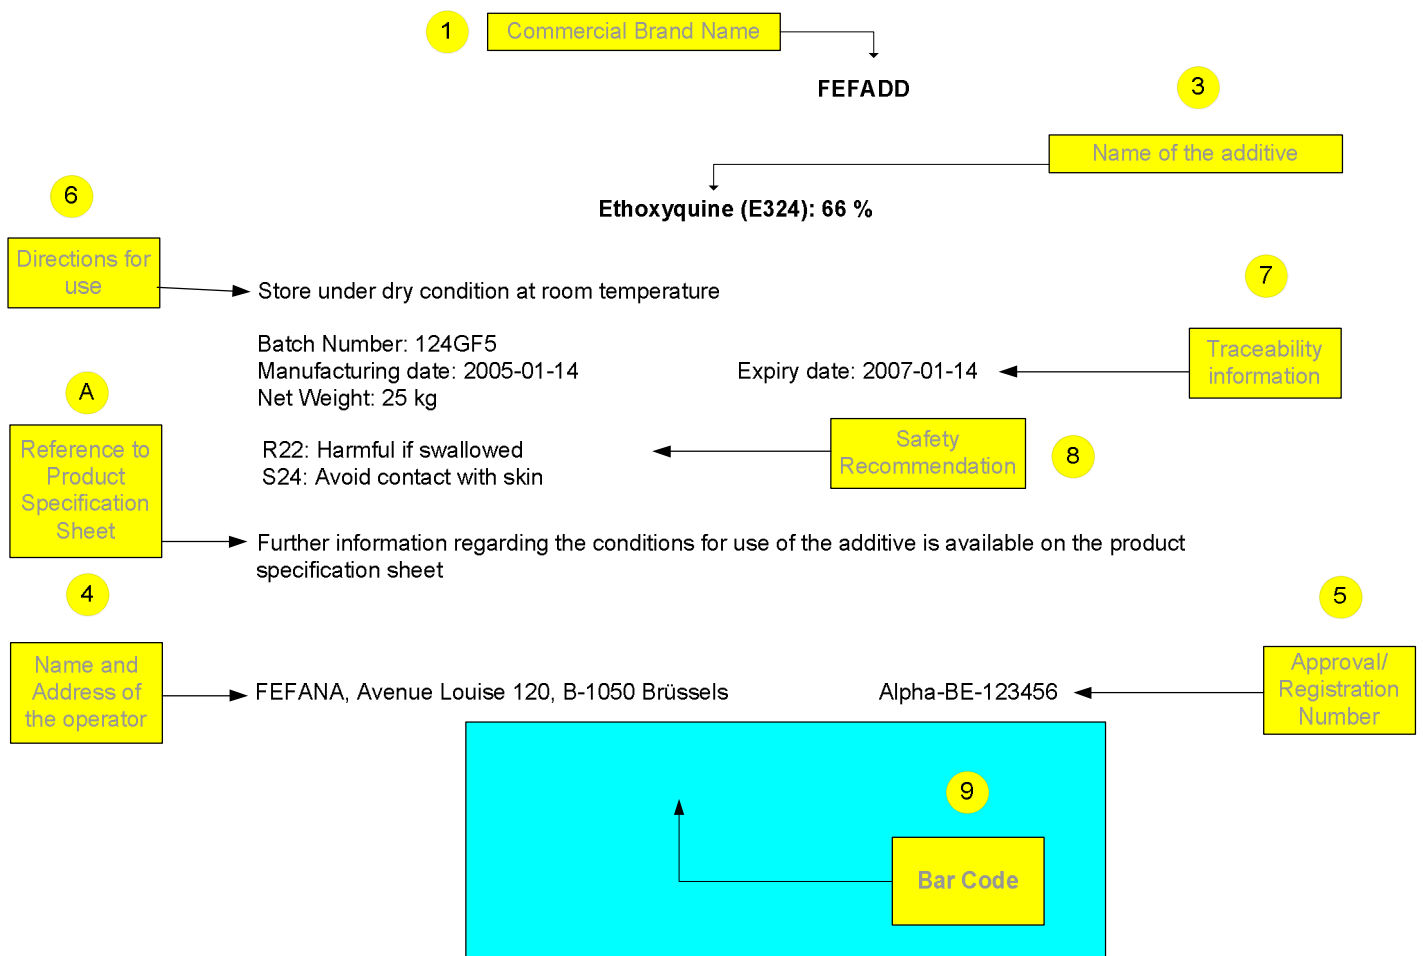 1
Commercial Brand Name
FEFADD
3
Name of the additive
Ethoxyquine (E324): 66 %
6
Directions for
use
Store under dry condition at room temperature
7
Traceability
information
Batch Number: 124GF5
Manufacturing date: 2005-01-14
Expiry date: 2007-01-14
Net Weight: 25 kg
A
Reference to
Product
Specification
Sheet
R22: Harmful if swallowed
S24: Avoid contact with skin
Safety
Recommendation
8
Further information regarding the conditions for use of the additive is available on the product
specification sheet
4
Name and
Address of
the operator
FEFANA, Avenue Louise 120, B-1050 Brüssels
Alpha-BE-123456
5
Approval/
Registration
Number
9
Bar Code